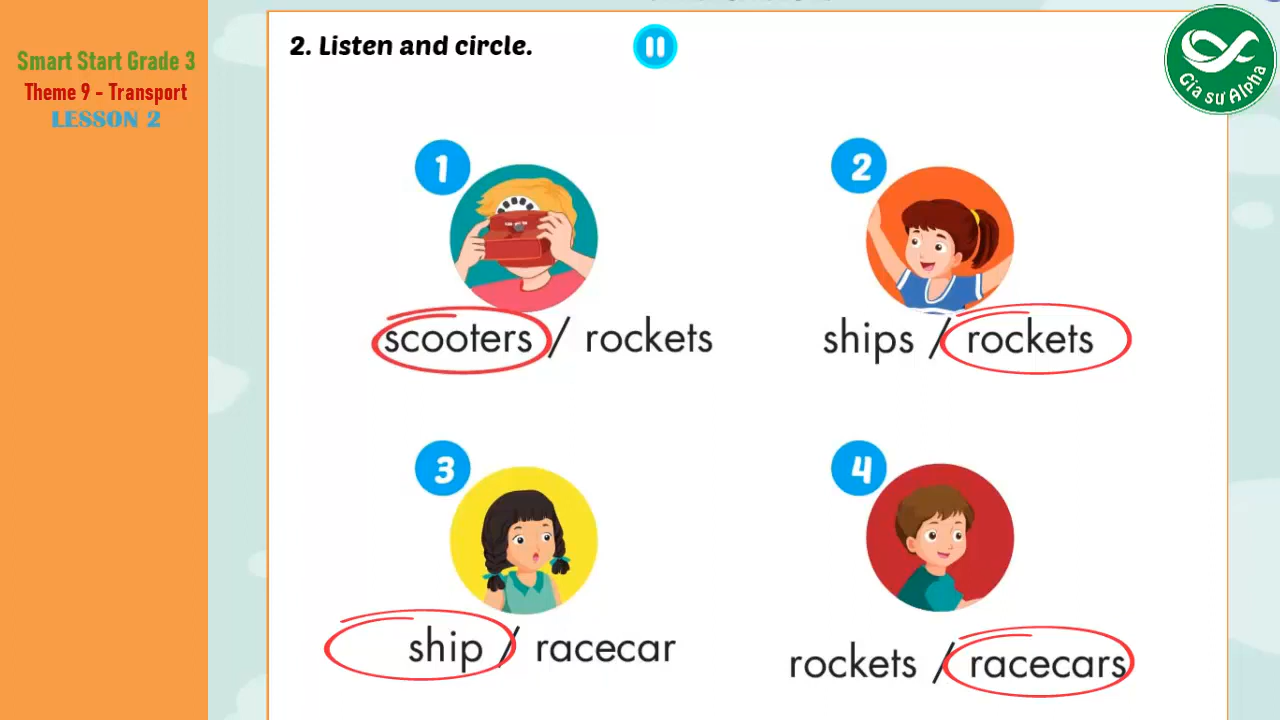 Smart Start Grade 3
Theme 9 - Transport
LESSON 2
2. Listen and circle.
Gia sư Alpha
1
scooters / rockets
2
ships / rockets
3
ship / racecar
4
rockets / racecars